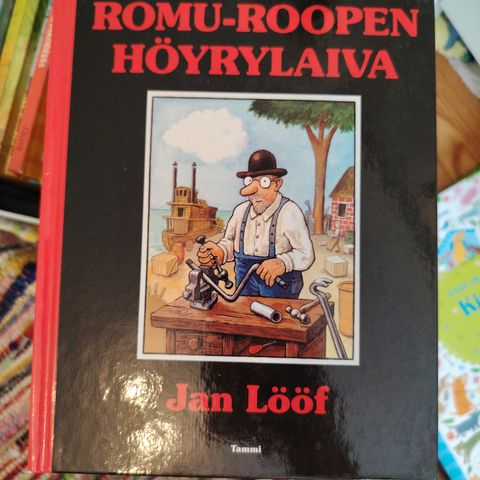 ROMU-ROOPEN
HÖYRYLAIVA
Jan Lööf
Tammi